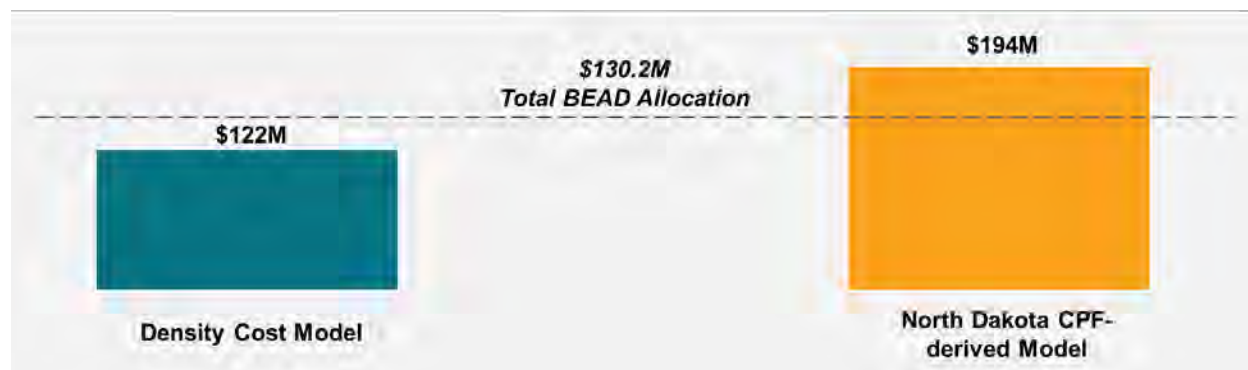 $194M
$130.2M
Total BEAD Allocation
$122M
Density Cost Model
North Dakota CPF-
derived Model